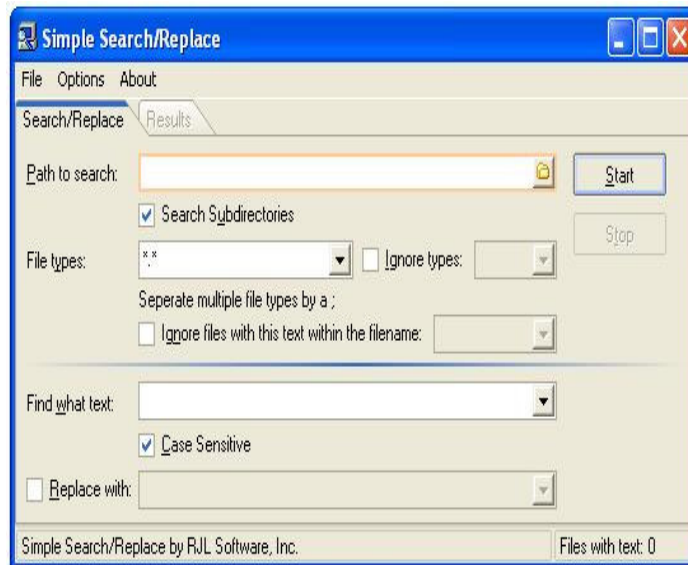 Simple Search/Replace
File Options About
Search/Replace Results
Path to search: Start
Search Subdirectories
Stop
File types: *.* Ignore types:
Seperate multiple file types by a ;
Ignore files with this text within the filename:
Find what text:
Case Sensitive
Replace with:
Simple Search/Replace by RJL Software, Inc. Files with text: 0